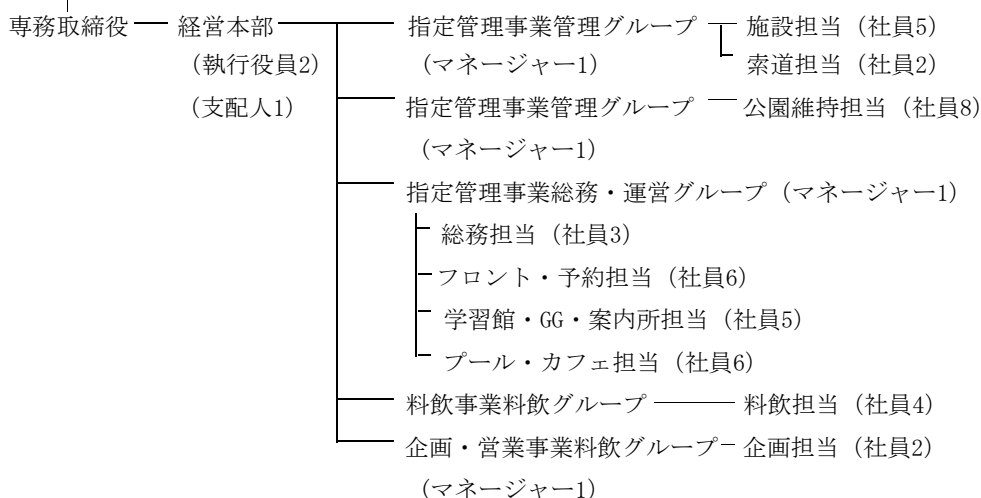 専務取締役 経営本部 指定管理事業管理グループ 施設担当（社員5）
（執行役員2） （マネージャー1） 索道担当（社員2）
（支配人1） 指定管理事業管理グループ 公園維持担当（社員8）
（マネージャー1）
指定管理事業総務・運営グループ（マネージャー1）
総務担当（社員3）
フロント・予約担当（社員6）
学習館・GG・案内所担当（社員5）
プール・カフェ担当（社員6）
料飲事業料飲グループ 料飲担当（社員4）
企画・営業事業料飲グループ 企画担当（社員2）
（マネージャー1）